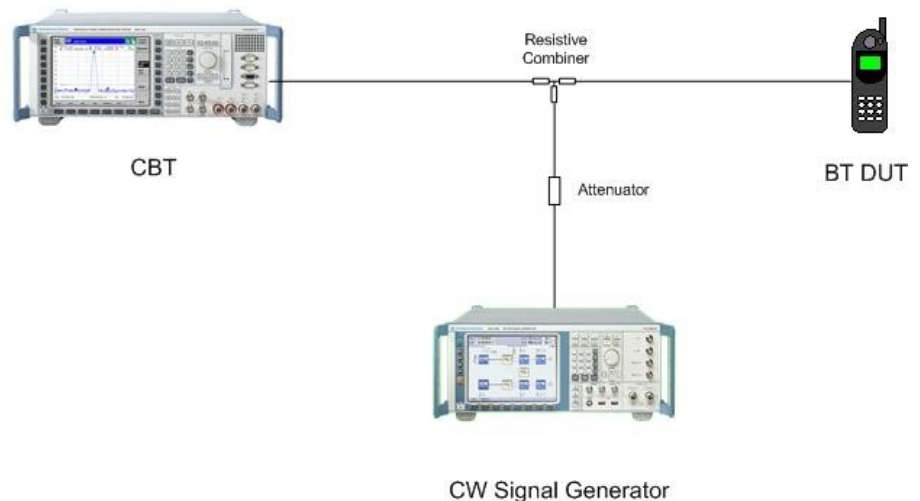 Resistive
Combiner
CBT
BT DUT
Attenuator
CW Signal Generator